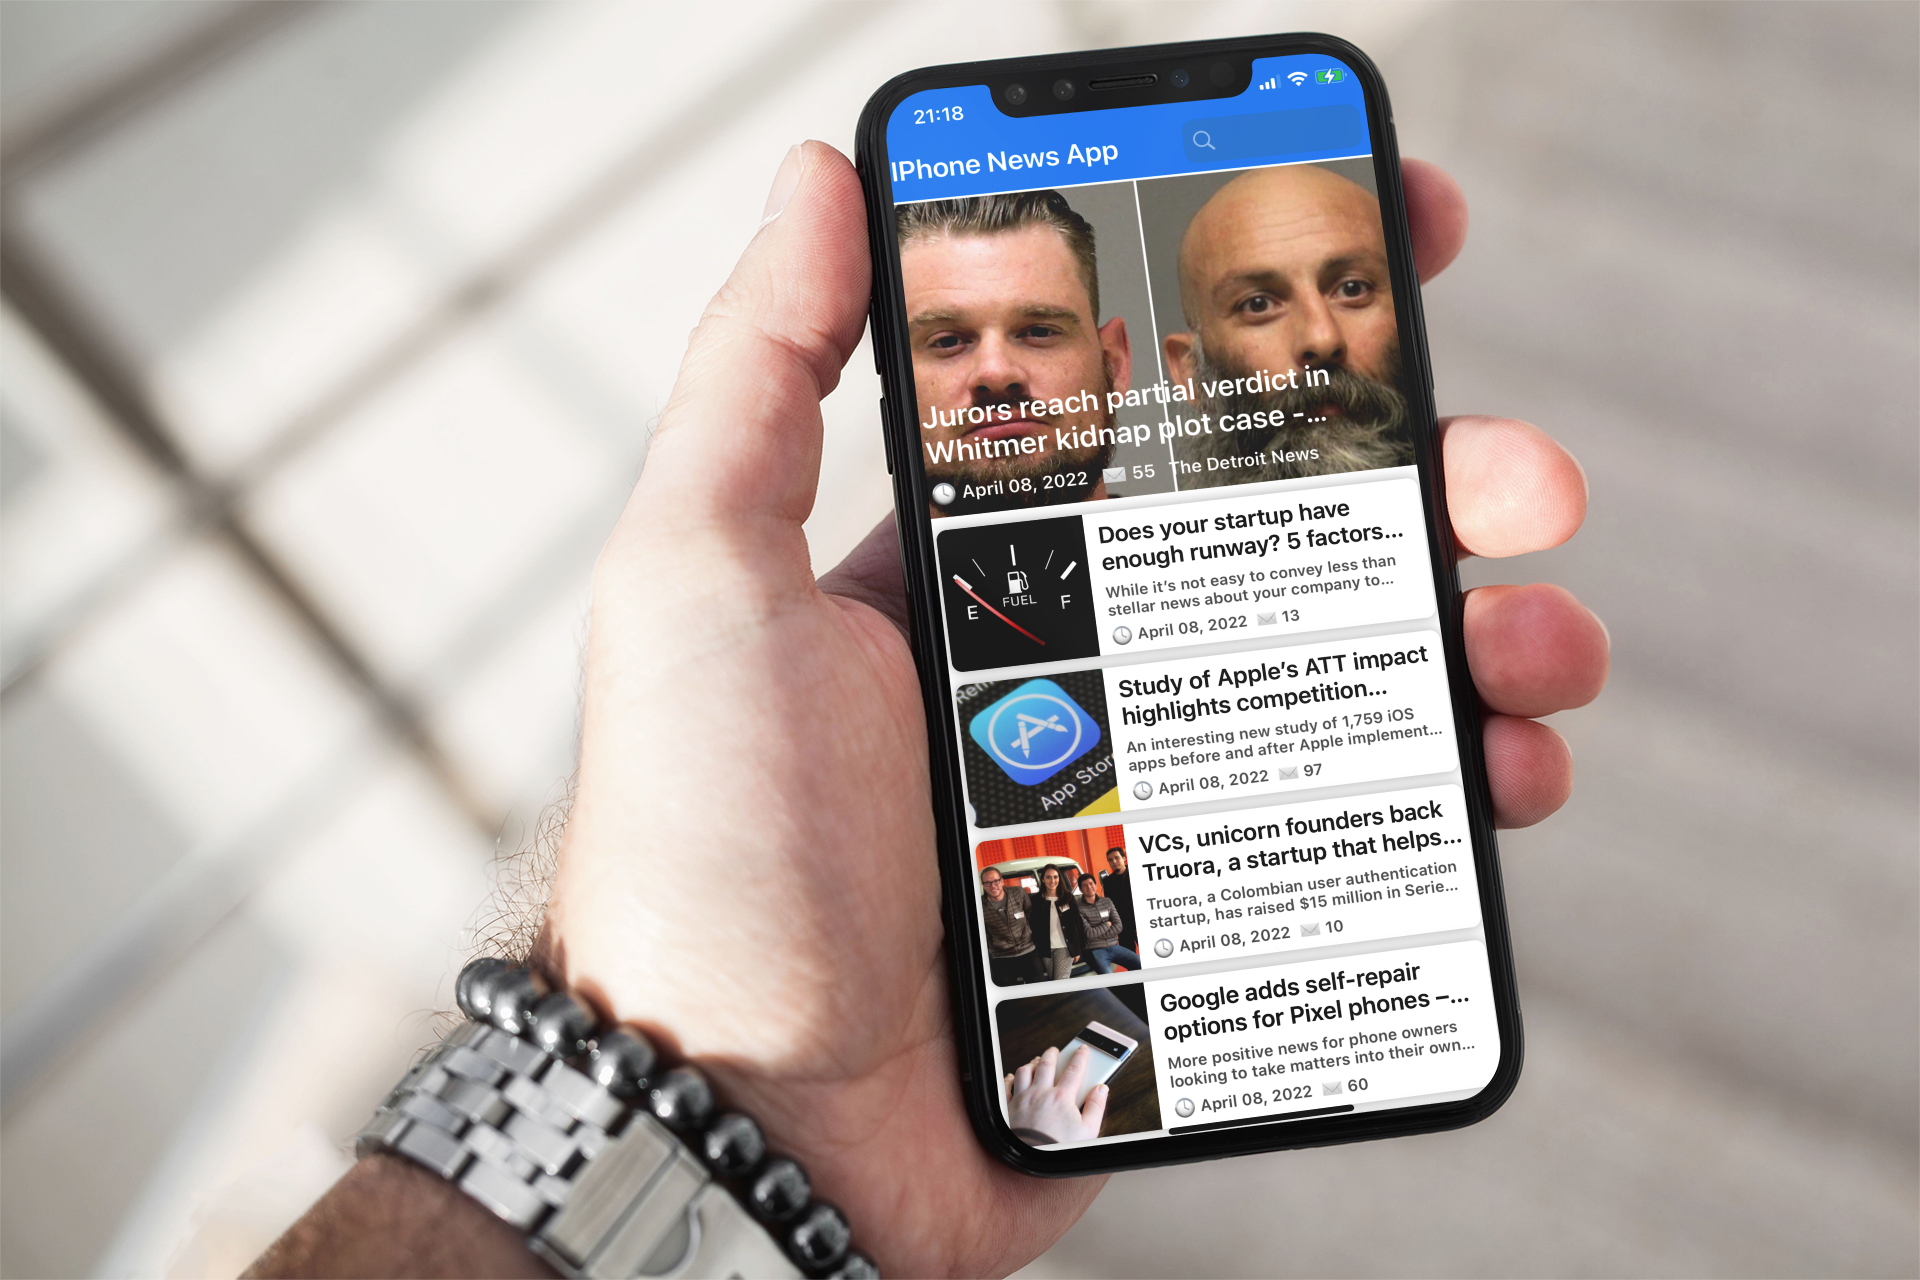 21:18
IPhone News App
Jurors reach partial verdict in
Whitmer kidnap plot case -...
April 08, 2022 55 The Detroit News
E FUEL F
Does your startup have
enough runway? 5 factors...
While it's not easy to convey less than
stellar news about your company to...
April 08, 2022 13
App Store
Study of Apple's ATT impact
highlights competition...
An interesting new study of 1,759 iOS
apps before and after Apple implement...
April 08, 2022 97
VCs, unicorn founders back
Truora, a startup that helps...
Truora, a Colombian user authentication
startup, has raised $15 million in Serie...
April 08, 2022 10
Google adds self-repair
options for Pixel phones –...
More positive news for phone owners
looking to take matters into their own...
April 08, 2022 60